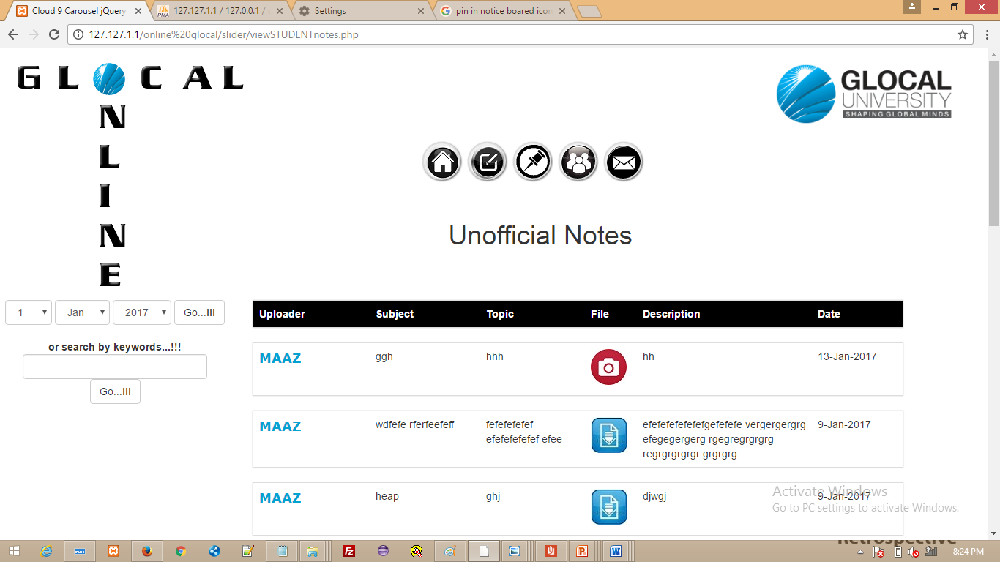 Cloud 9 Carousel jQuery
127.127.1.1 / 127.0.0.1 /
Settings
pin in notice boared icon
127.127.1.1/online%20glocal/slider/viewSTUDENTnotes.php
GLOCAL
N
L
I
N
E
GLOCAL
UNIVERSITY
SHAPING GLOBAL MINDS
Unofficial Notes
1 Jan 2017 Go...!!!
or search by keywords...!!!
Go...!!!
Uploader Subject Topic File Description Date
MAAZ ggh hhh hh 13-Jan-2017
MAAZ wdfefe rferfeefeff fefefefefef efefefefefefgefefefe vergergergrg 9-Jan-2017
efefefefefef efee efegegergerg rgegregrgrgrg
regrgrgrgrgr grgrgrg
MAAZ heap ghj djwgj 9-Jan-2017
Activate Windows
Go to PC settings to activate Windows.
Retrospective
8:24 PM